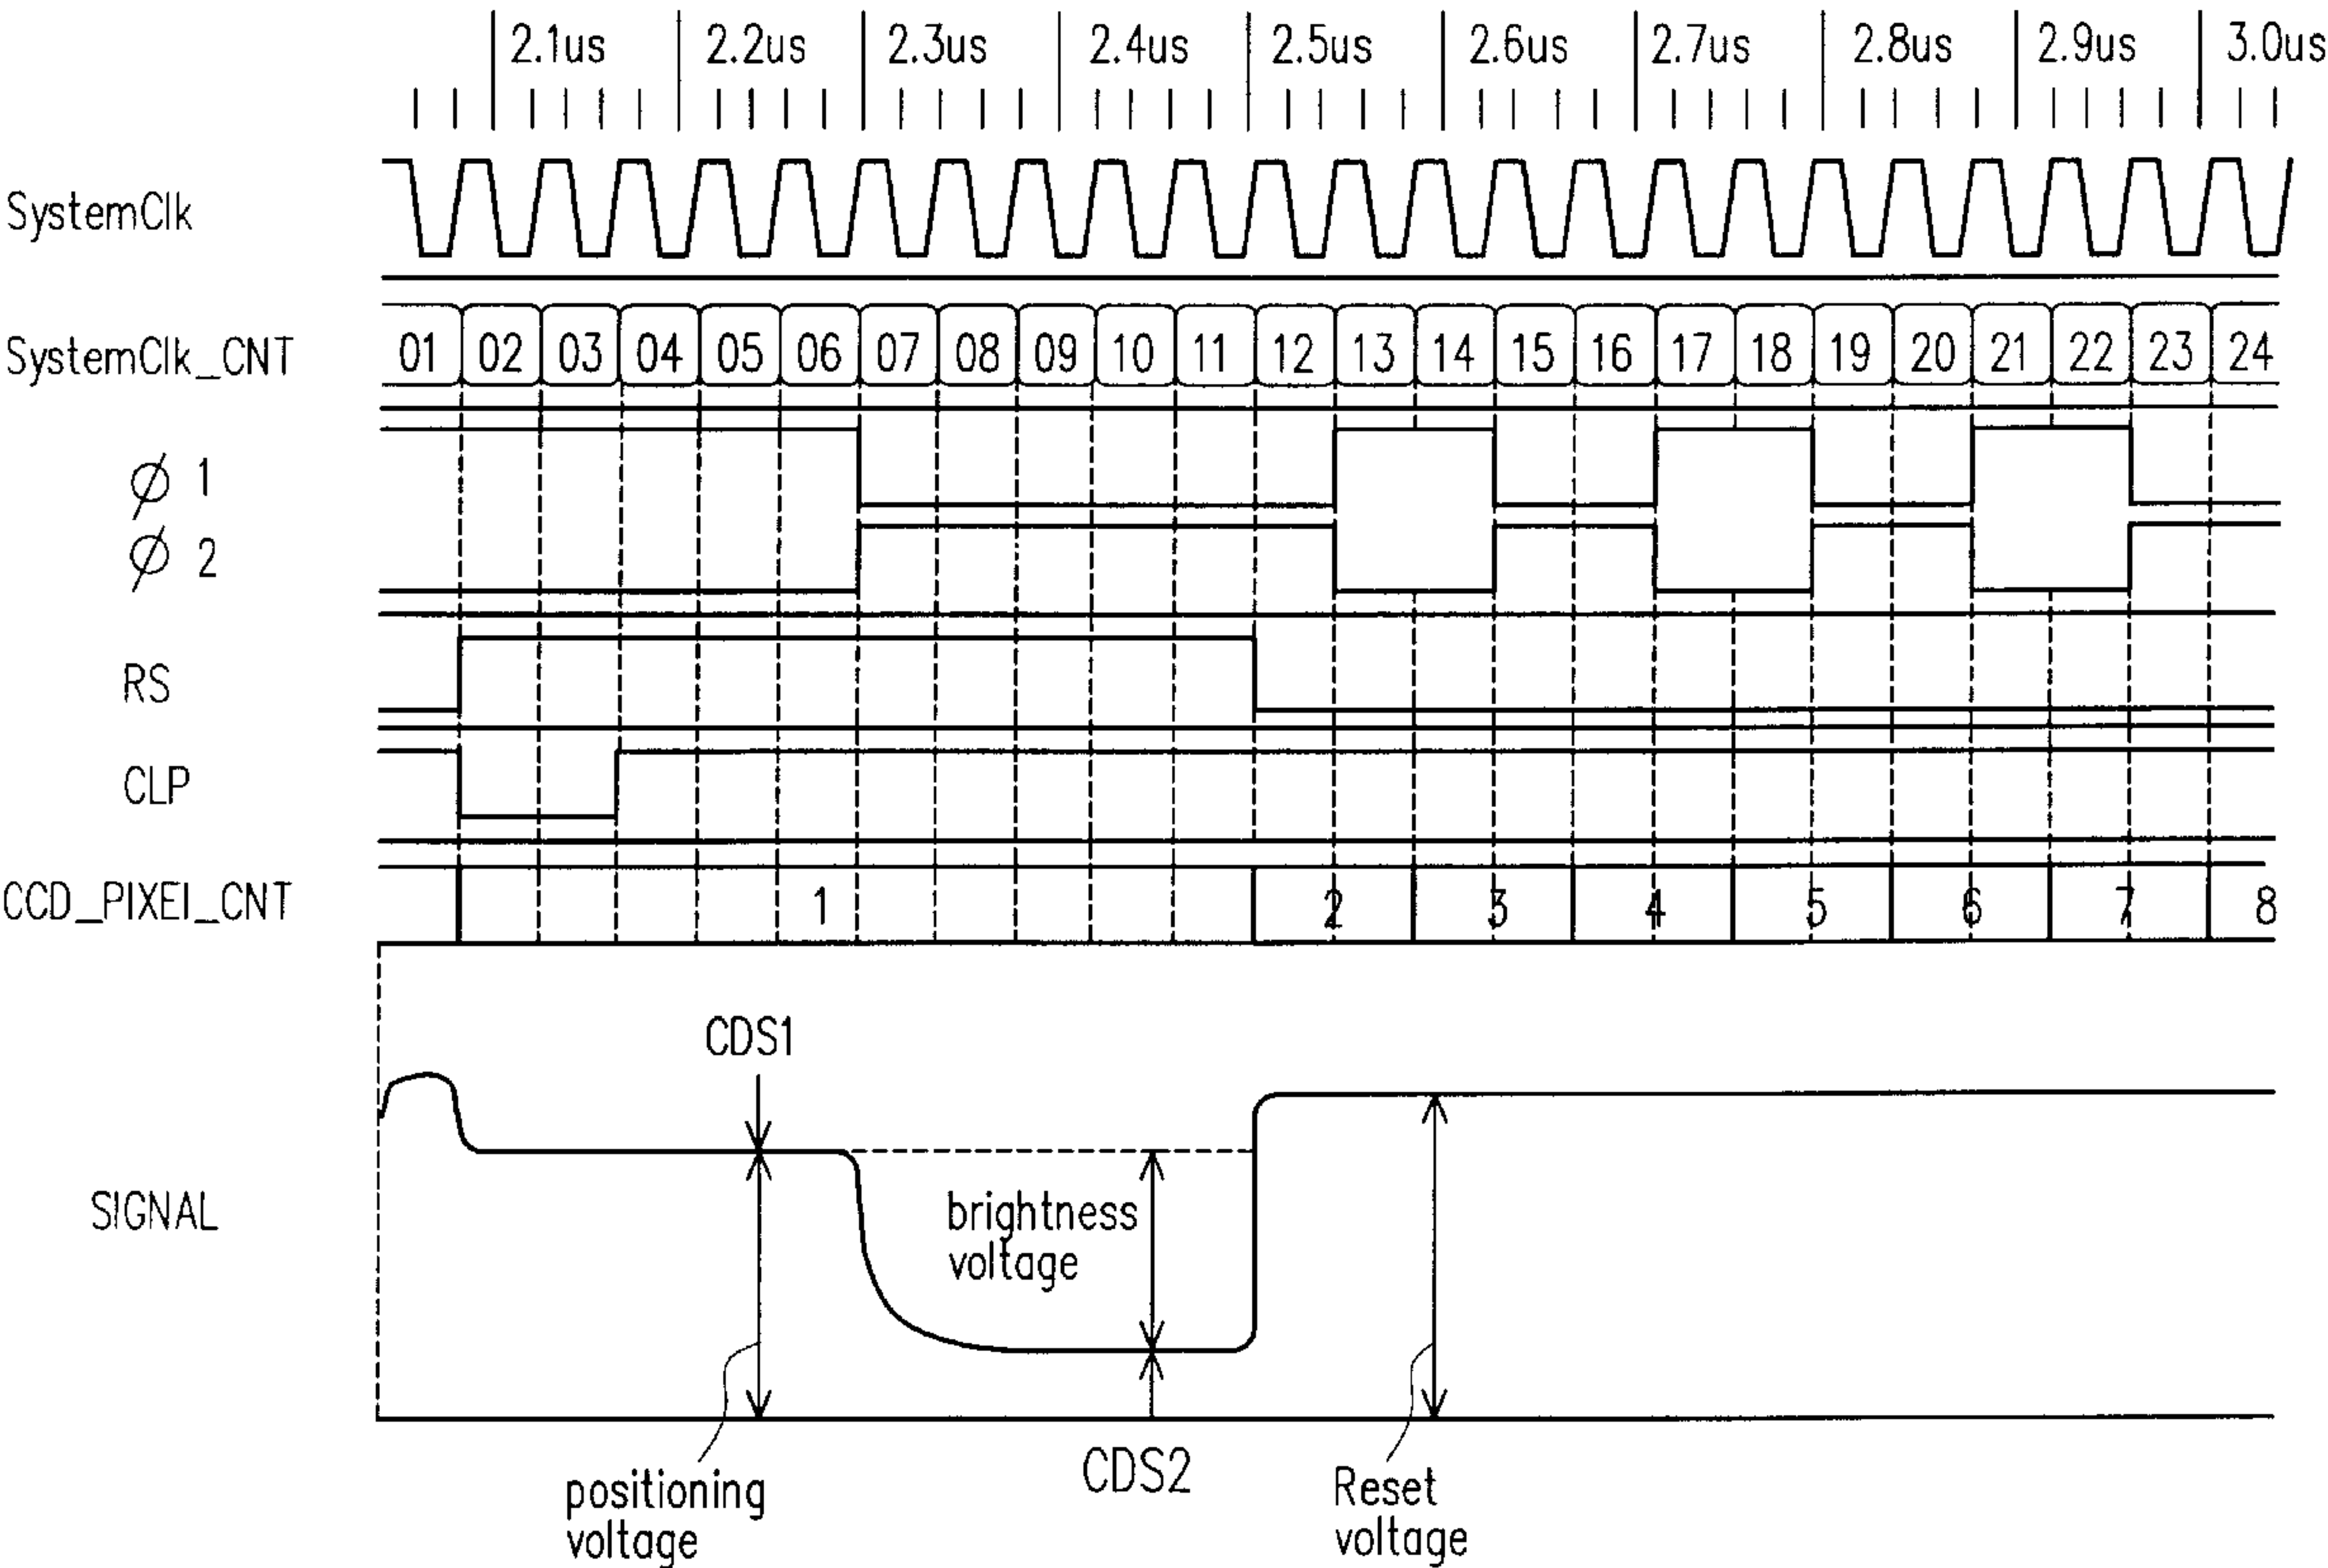 2.1us 2.2us 2.3us 2.4us 2.5us 2.6us 2.7us 2.8us 2.9us 3.0us
SystemClk
SystemClk_CNT 01 02 03 04 05 06 07 08 09 10 11 12 13 14 15 16 17 18 19 20 21 22 23 24
∅ 1
∅ 2
RS
CLP
CCD_PIXEl_CNT 1 2 3 4 5 6 7 8
CDS1
SIGNAL
brightness
voltage
positioning
voltage
CDS2
Reset
voltage